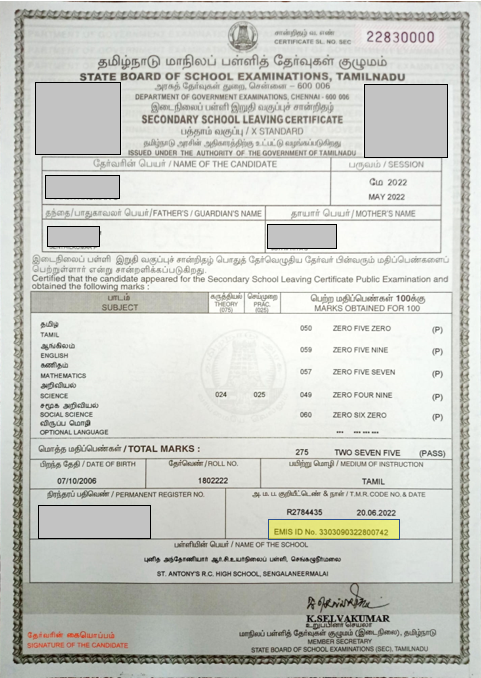 சான்றிதழ் வ. எண்
CERTIFICATE SL. NO. SEC 22830000
தமிழ்நாடு மாநிலப் பள்ளித் தேர்வுகள் குழுமம்
STATE BOARD OF SCHOOL EXAMINATIONS, TAMILNADU
அரசுத் தேர்வுகள் துறை, சென்னை - 600 006
DEPARTMENT OF GOVERNMENT EXAMINATIONS, CHENNAI - 600 006
இடைநிலைப் பள்ளி இறுதி வகுப்புச் சான்றிதழ்
SECONDARY SCHOOL LEAVING CERTIFICATE
பத்தாம் வகுப்பு / X STANDARD
தமிழ்நாடு அரசின் அதிகாரத்திற்கு உட்பட்டு வழங்கப்படுகிறது
ISSUED UNDER THE AUTHORITY OF THE GOVERNMENT OF TAMILNADU
தேர்வரின் பெயர் / NAME OF THE CANDIDATE பருவம் / SESSION
மே 2022
MAY 2022
தந்தை/பாதுகாவலர் பெயர்/FATHER'S / GUARDIAN'S NAME தாயார் பெயர்/MOTHER'S NAME
இடைநிலைப் பள்ளி இறுதி வகுப்புச் சான்றிதழ் பொதுத் தேர்வெழுதிய தேர்வர் பின்வரும் மதிப்பெண்களைப்
பெற்றுள்ளார் என்று சான்றளிக்கப்படுகிறது.
Certified that the candidate appeared for the Secondary School Leaving Certificate Public Examination and
obtained the following marks :
பாடம் கருத்தியல் செய்முறை பெற்ற மதிப்பெண்கள் 100க்கு
SUBJECT THEORY (075) PRAC. (025) MARKS OBTAINED FOR 100
தமிழ்
TAMIL 050 ZERO FIVE ZERO (P)
ஆங்கிலம்
ENGLISH 059 ZERO FIVE NINE (P)
கணிதம்
MATHEMATICS 057 ZERO FIVE SEVEN (P)
அறிவியல்
SCIENCE 024 025 049 ZERO FOUR NINE (P)
சமூக அறிவியல்
SOCIAL SCIENCE 060 ZERO SIX ZERO (P)
விருப்ப மொழி
OPTIONAL LANGUAGE *** *** *** ***
மொத்த மதிப்பெண்கள் / TOTAL MARKS : 275 TWO SEVEN FIVE (PASS)
பிறந்த தேதி / DATE OF BIRTH தேர்வெண் / ROLL NO. பயிற்று மொழி / MEDIUM OF INSTRUCTION
07/10/2006 1802222 TAMIL
நிரந்தரப் பதிவெண் / PERMANENT REGISTER NO. அ. ம. ப. குறியீட்டெண் & நாள் / T.M.R. CODE NO. & DATE
R2784435 20.06.2022
EMIS ID No. 3303090322800742
பள்ளியின் பெயர் / NAME OF THE SCHOOL
புனித அந்தோணியார் ஆர்.சி.உயர்நிலைப் பள்ளி, செங்கழுநீர்மலை
ST. ANTONY'S R.C. HIGH SCHOOL, SENGALANEERMALAI
K.SELVAKUMAR
உறுப்பினர் செயலர்
தேர்வரின் கையொப்பம்
SIGNATURE OF THE CANDIDATE
மாநிலப் பள்ளித் தேர்வுகள் குழுமம் (இடைநிலை), தமிழ்நாடு
MEMBER SECRETARY
STATE BOARD OF SCHOOL EXAMINATIONS (SEC), TAMILNADU